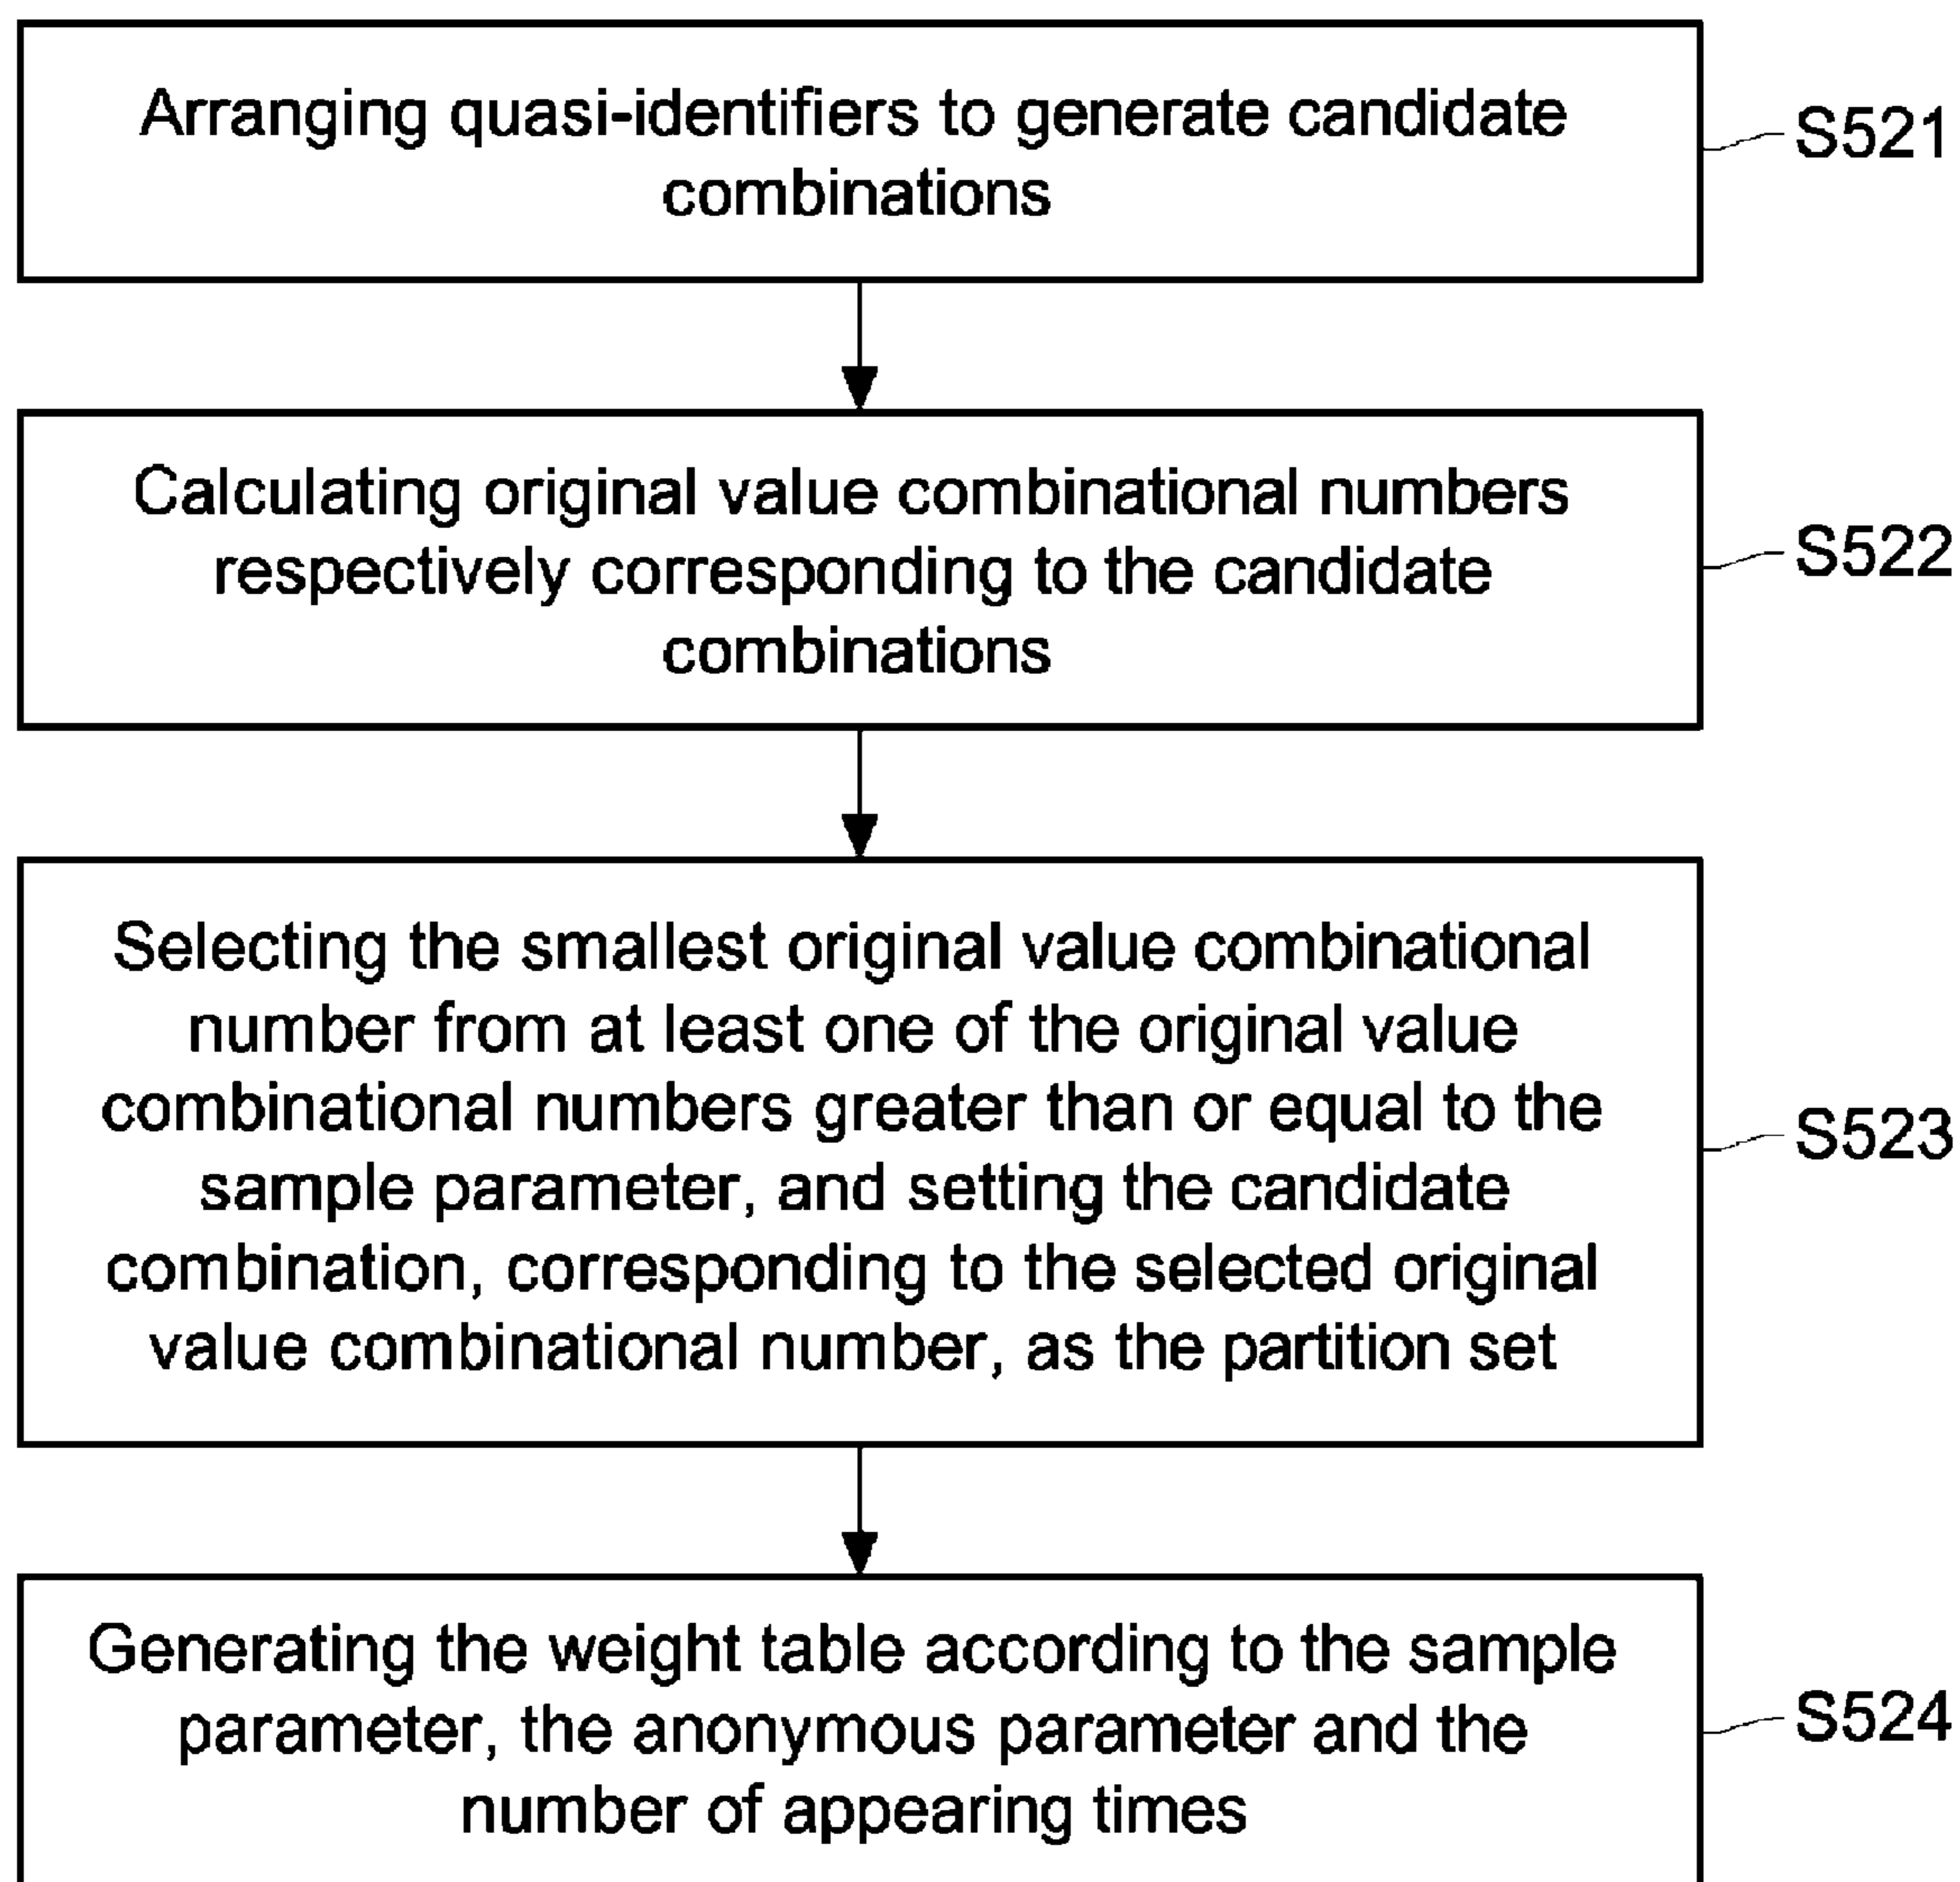 Arranging quasi-identifiers to generate candidate
combinations
S521
Calculating original value combinational numbers
respectively corresponding to the candidate
combinations
S522
Selecting the smallest original value combinational
number from at least one of the original value
combinational numbers greater than or equal to the
sample parameter, and setting the candidate
combination, corresponding to the selected original
value combinational number, as the partition set
S523
Generating the weight table according to the sample
parameter, the anonymous parameter and the
number of appearing times
S524